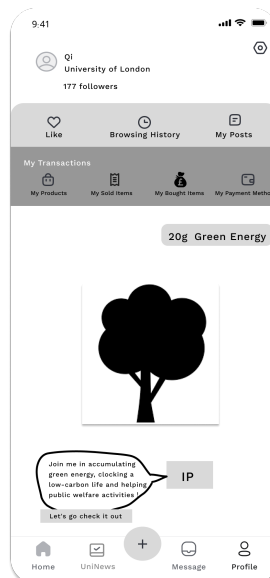 9:41
Qi
University of London
177 followers
Like
Browsing History
My Posts
My Transactions
My Products
My Sold Items
My Bought Items
My Payment Metho
20g Green Energy
Join me in accumulating
green energy, clocking a
low-carbon life and helping
public welfare activities !
IP
Let's go check it out
+
Home
UniNews
Message
Profile